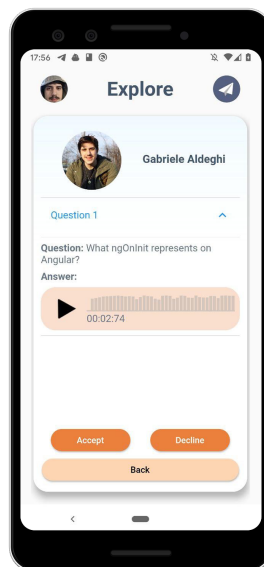 17:56
Explore
Gabriele Aldeghi
Question 1
Question: What ngOnInit represents on
Angular?
Answer:
00:02:74
Accept
Decline
Back